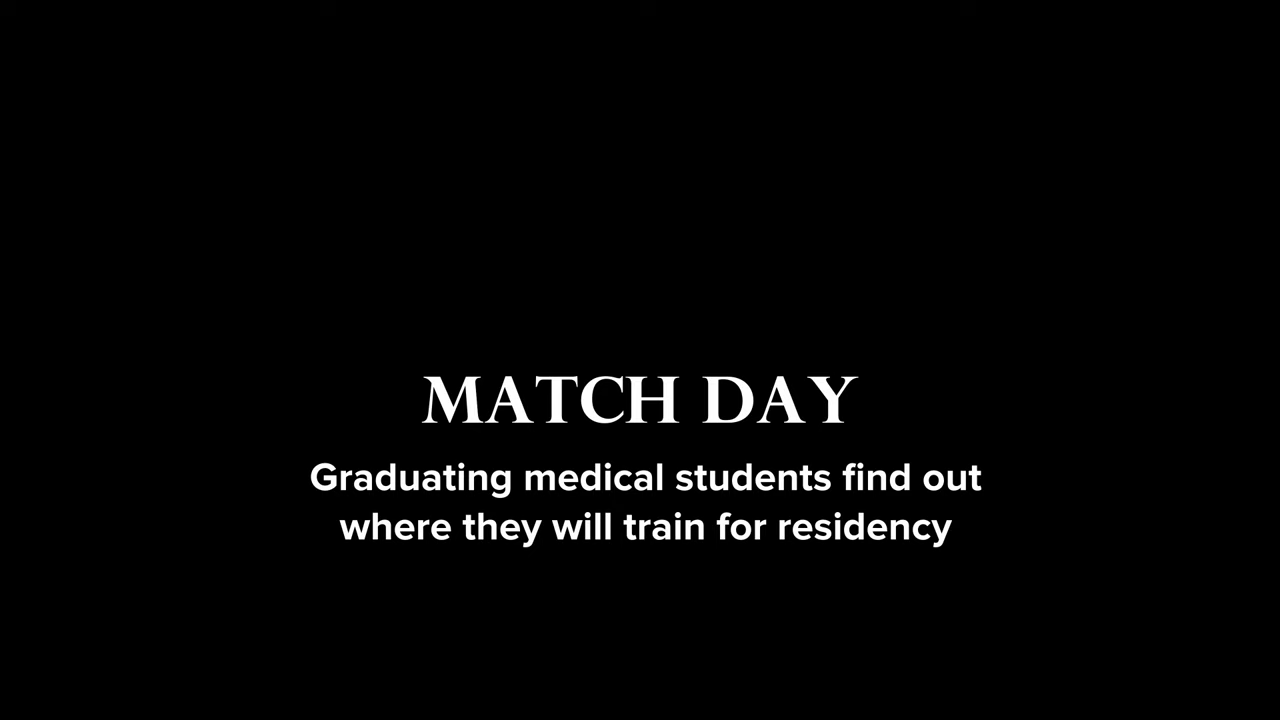 MATCH DAY
Graduating medical students find out
where they will train for residency